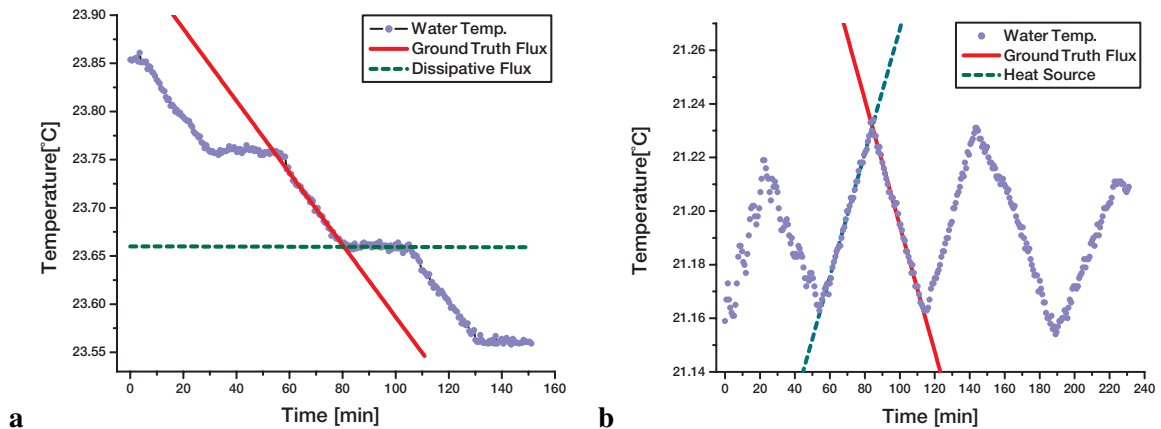 23.90
23.85
23.80
23.75
23.70
23.65
23.60
23.55
Temperature[°C]
0 20 40 60 80 100 120 140 160
Time [min]
Water Temp.
Ground Truth Flux
Dissipative Flux
a
21.26
21.24
21.22
21.20
21.18
21.16
21.14
Temperature[°C]
0 20 40 60 80 100 120 140 160 180 200 220 240
Time [min]
Water Temp.
Ground Truth Flux
Heat Source
b